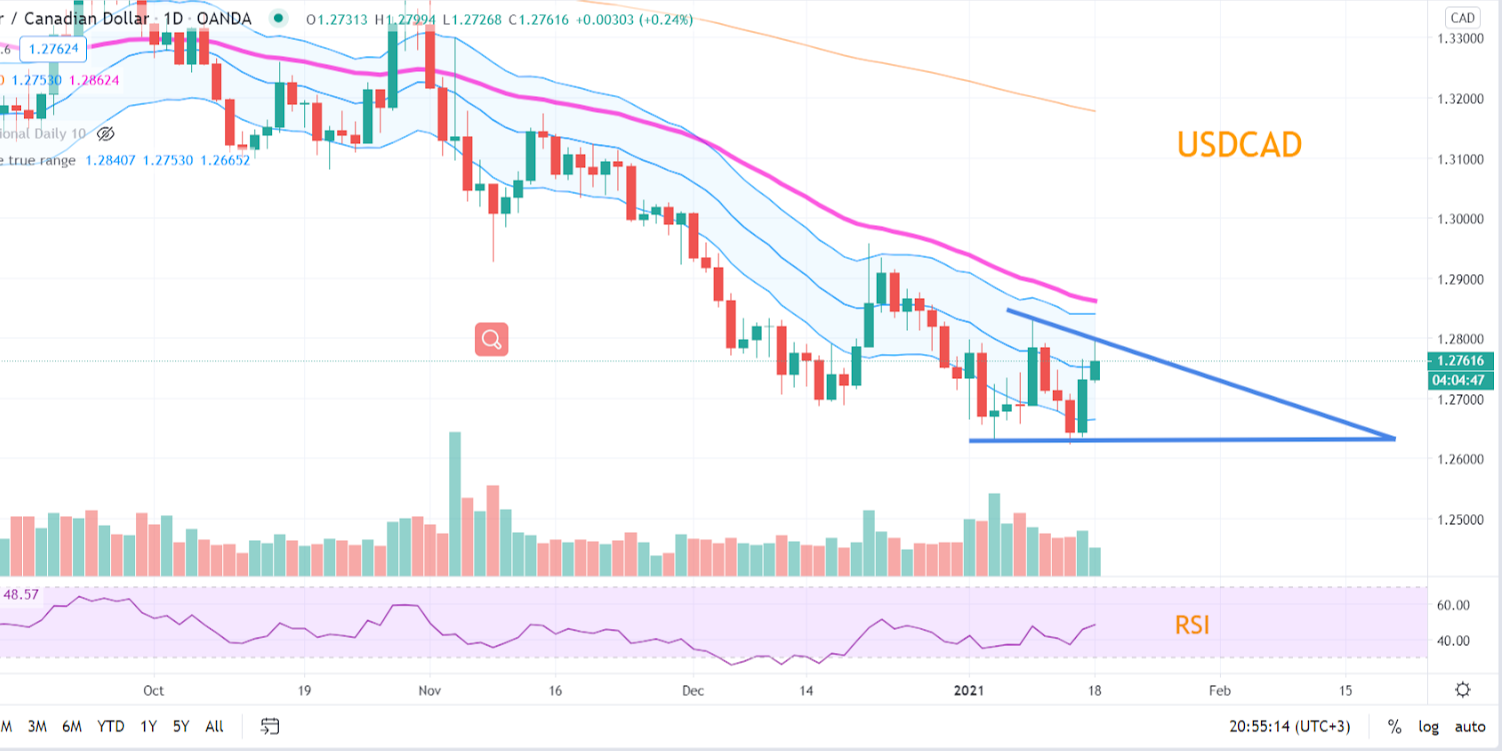 r / Canadian Dollar · 1D · OANDA O1.27313 H1.27994 L1.27268 C1.27616 +0.00303 (+0.24%)
.6 1.27624
0 1.27530 1.28624
ional Daily 10
e true range 1.28407 1.27530 1.26652
USDCAD
CAD
1.33000
1.32000
1.31000
1.30000
1.29000
1.28000
1.27616
04:04:47
1.27000
1.26000
1.25000
48.57
RSI
60.00
40.00
Oct 19 Nov 16 Dec 14 2021 18 Feb 15
M 3M 6M YTD 1Y 5Y All 20:55:14 (UTC+3) % log auto